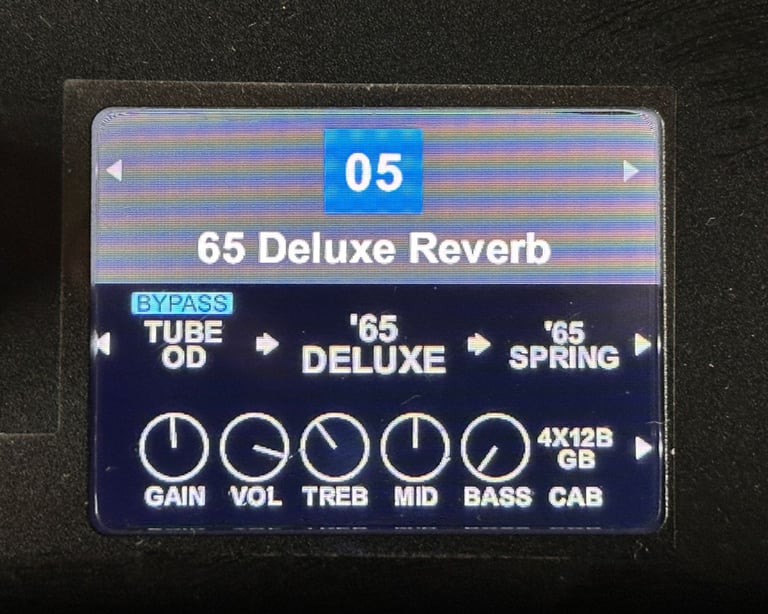 05
65 Deluxe Reverb
BYPASS
TUBE OD
'65 DELUXE
'65 SPRING
4X12B GB
GAIN VOL TREB MID BASS CAB